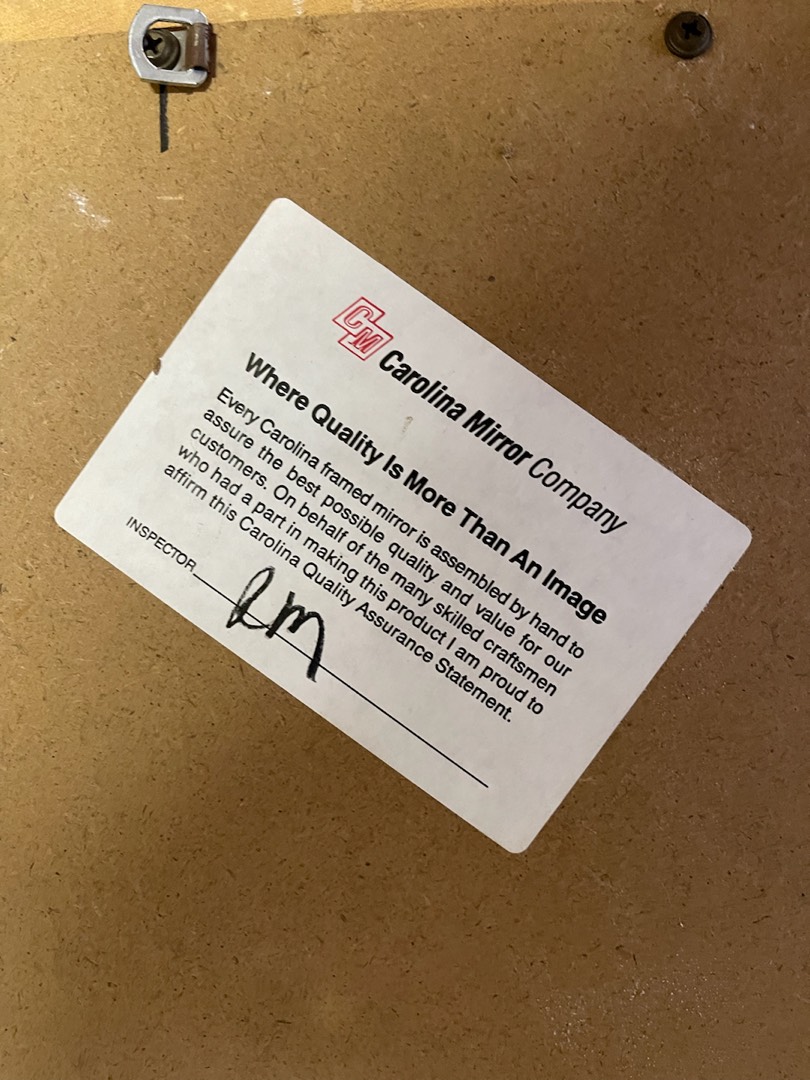 CM Carolina Mirror Company
Where Quality Is More Than An Image
Every Carolina framed mirror is assembled by hand to
assure the best possible quality and value for our
customers. On behalf of the many skilled craftsmen
who had a part in making this product I am proud to
affirm this Carolina Quality Assurance Statement.
INSPECTOR RM